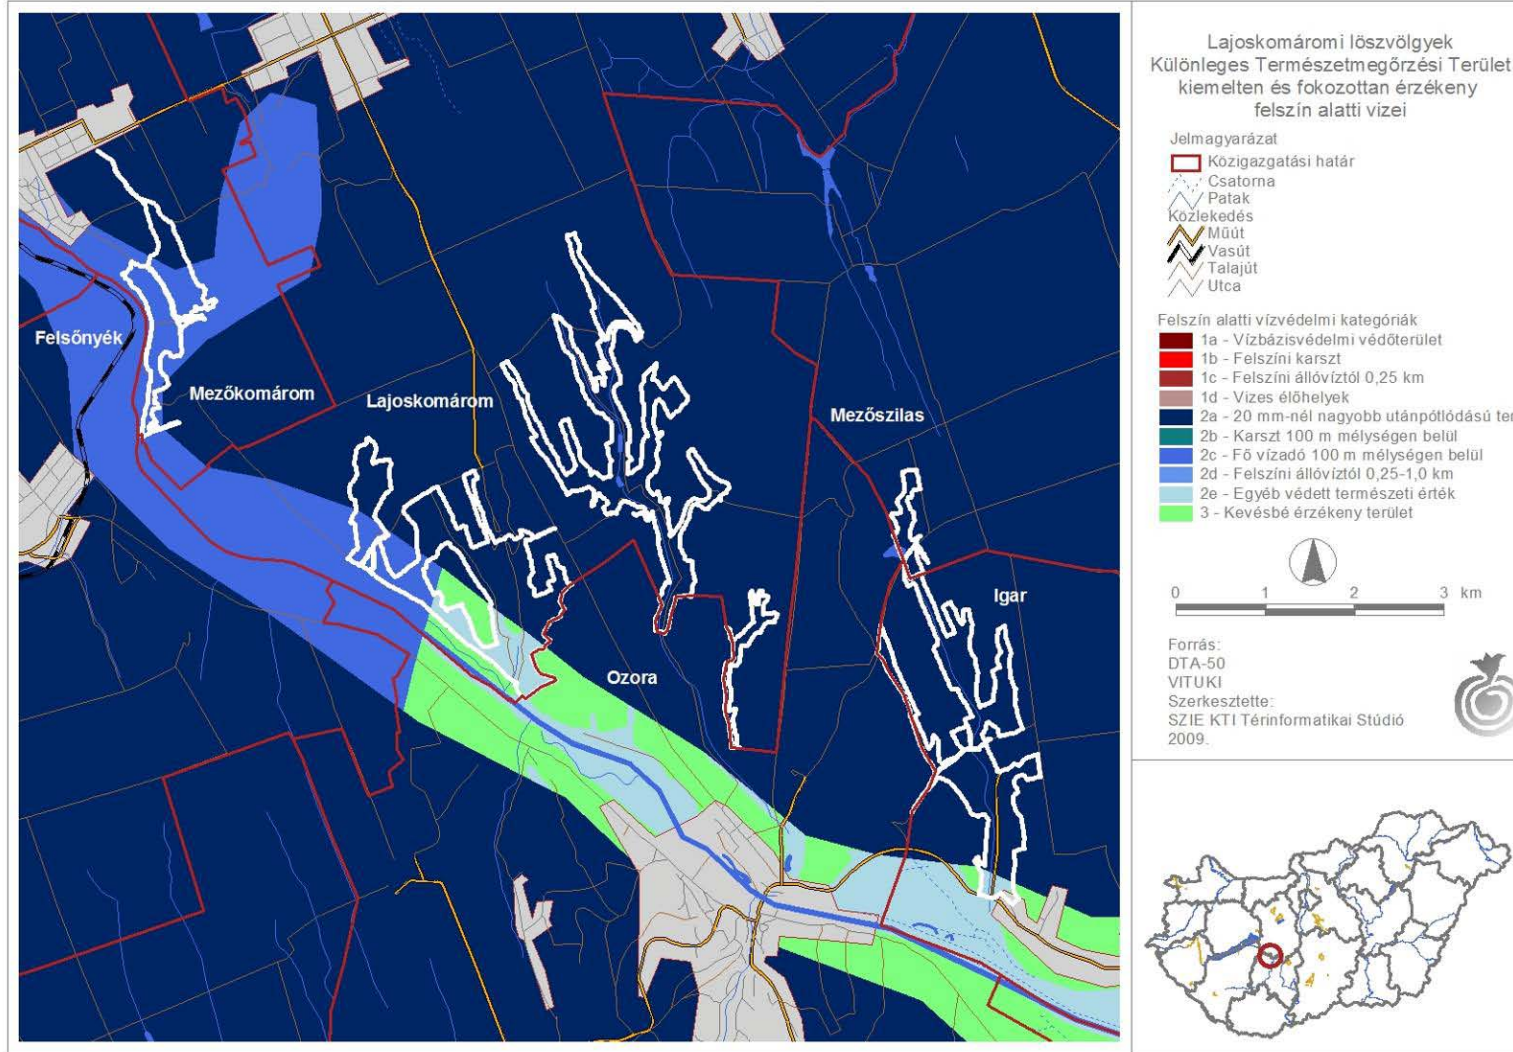 Lajoskomáromi löszvölgyek
Különleges Természetmegőrzési Terület
kiemelten és fokozottan érzékeny
felszín alatti vizei
Jelmagyarázat
Közigazgatási határ
Csatorna
Patak
Közlekedés
Műút
Vasút
Talajút
Utca
Felszín alatti vízvédelmi kategóriák
1a - Vízbázisvédelmi védőterület
1b - Felszíni karszt
1c - Felszíni állóvíztól 0,25 km
1d - Vizes élőhelyek
2a - 20 mm-nél nagyobb utánpótlódású ter
2b - Karszt 100 m mélységen belül
2c - Fő vízadó 100 m mélységen belül
2d - Felszíni állóvíztól 0,25-1,0 km
2e - Egyéb védett természeti érték
3 - Kevésbé érzékeny terület
0 1 2 3 km
Forrás:
DTA-50
VITUKI
Szerkesztette:
SZIE KTI Térinformatikai Stúdió
2009.
Felsőnyék
Mezőkomárom
Lajoskomárom
Mezőszilas
Igar
Ozora